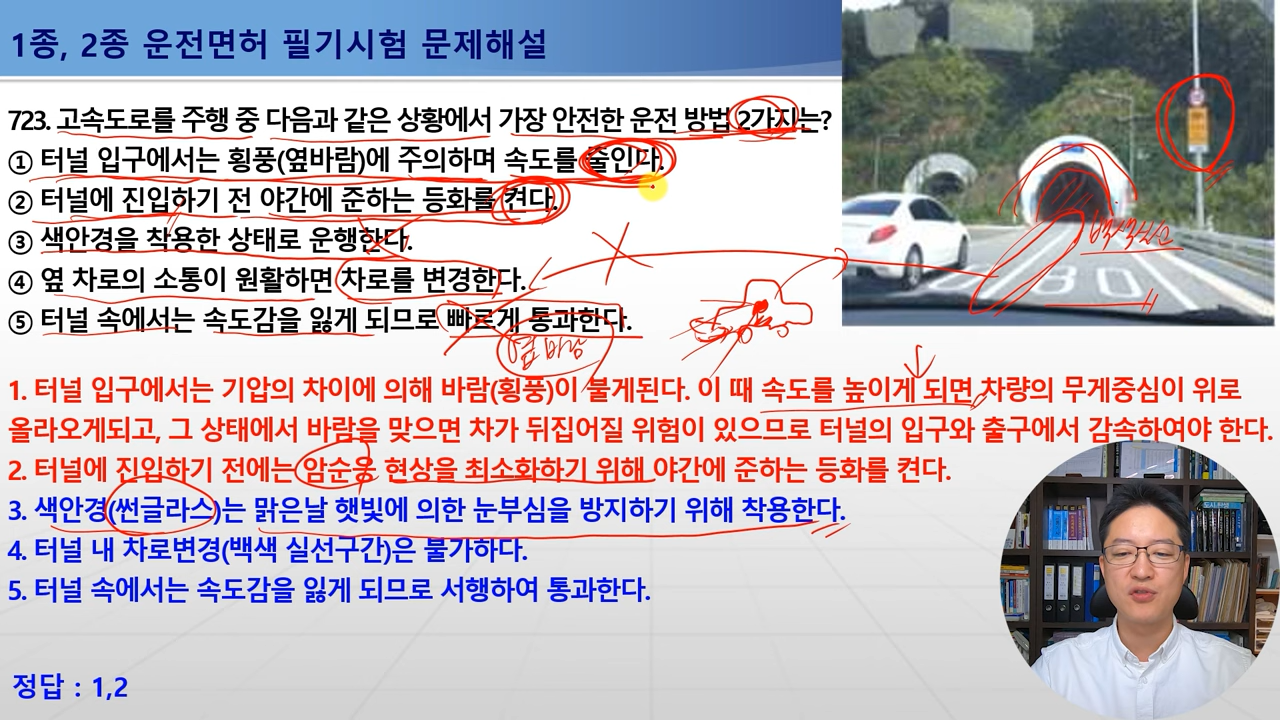 1종, 2종 운전면허 필기시험 문제해설
723. 고속도로를 주행 중 다음과 같은 상황에서 가장 안전한 운전 방법 2가지는?
① 터널 입구에서는 횡풍(옆바람)에 주의하며 속도를 줄인다.
② 터널에 진입하기 전 야간에 준하는 등화를 켠다.
③ 색안경을 착용한 상태로 운행한다.
④ 옆 차로의 소통이 원활하면 차로를 변경한다.
⑤ 터널 속에서는 속도감을 잃게 되므로 빠르게 통과한다.
옆바람
백색실선
80
1. 터널 입구에서는 기압의 차이에 의해 바람(횡풍)이 불게된다. 이 때 속도를 높이게 되면 차량의 무게중심이 위로
올라오게되고, 그 상태에서 바람을 맞으면 차가 뒤집어질 위험이 있으므로 터널의 입구와 출구에서 감속하여야 한다.
2. 터널에 진입하기 전에는 암순응 현상을 최소화하기 위해 야간에 준하는 등화를 켠다.
3. 색안경(썬글라스)는 맑은날 햇빛에 의한 눈부심을 방지하기 위해 착용한다.
4. 터널 내 차로변경(백색 실선구간)은 불가하다.
5. 터널 속에서는 속도감을 잃게 되므로 서행하여 통과한다.
정답 : 1,2